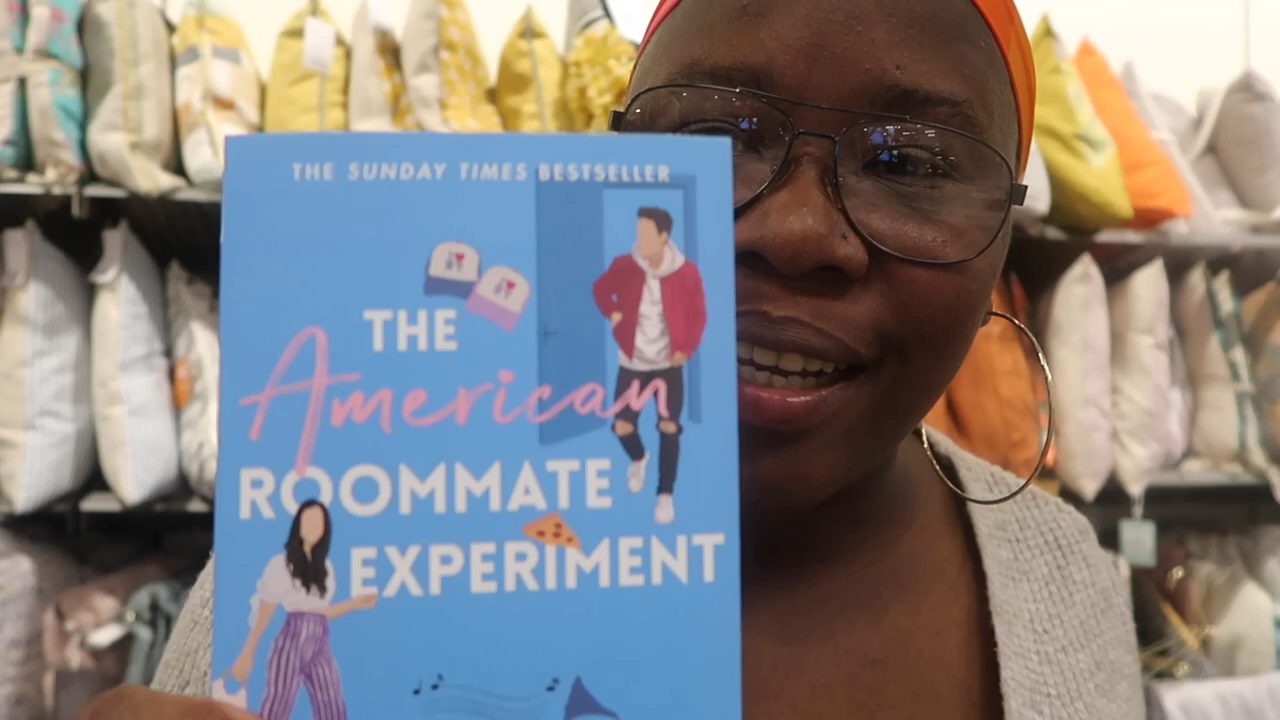 THE SUNDAY TIMES BESTSELLER
THE
American
ROOMMATE
EXPERIMENT